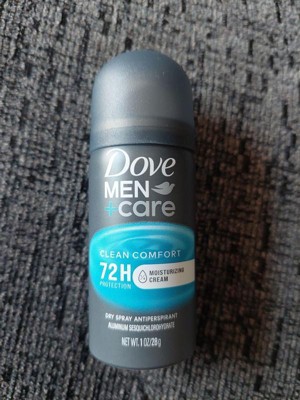 Dove
MEN
+care
CLEAN COMFORT
72H
PROTECTION
MOISTURIZING
CREAM
DRY SPRAY ANTIPERSPIRANT
ALUMINUM SESQUICHLOROHYDRATE
NET WT. 1 OZ/28g